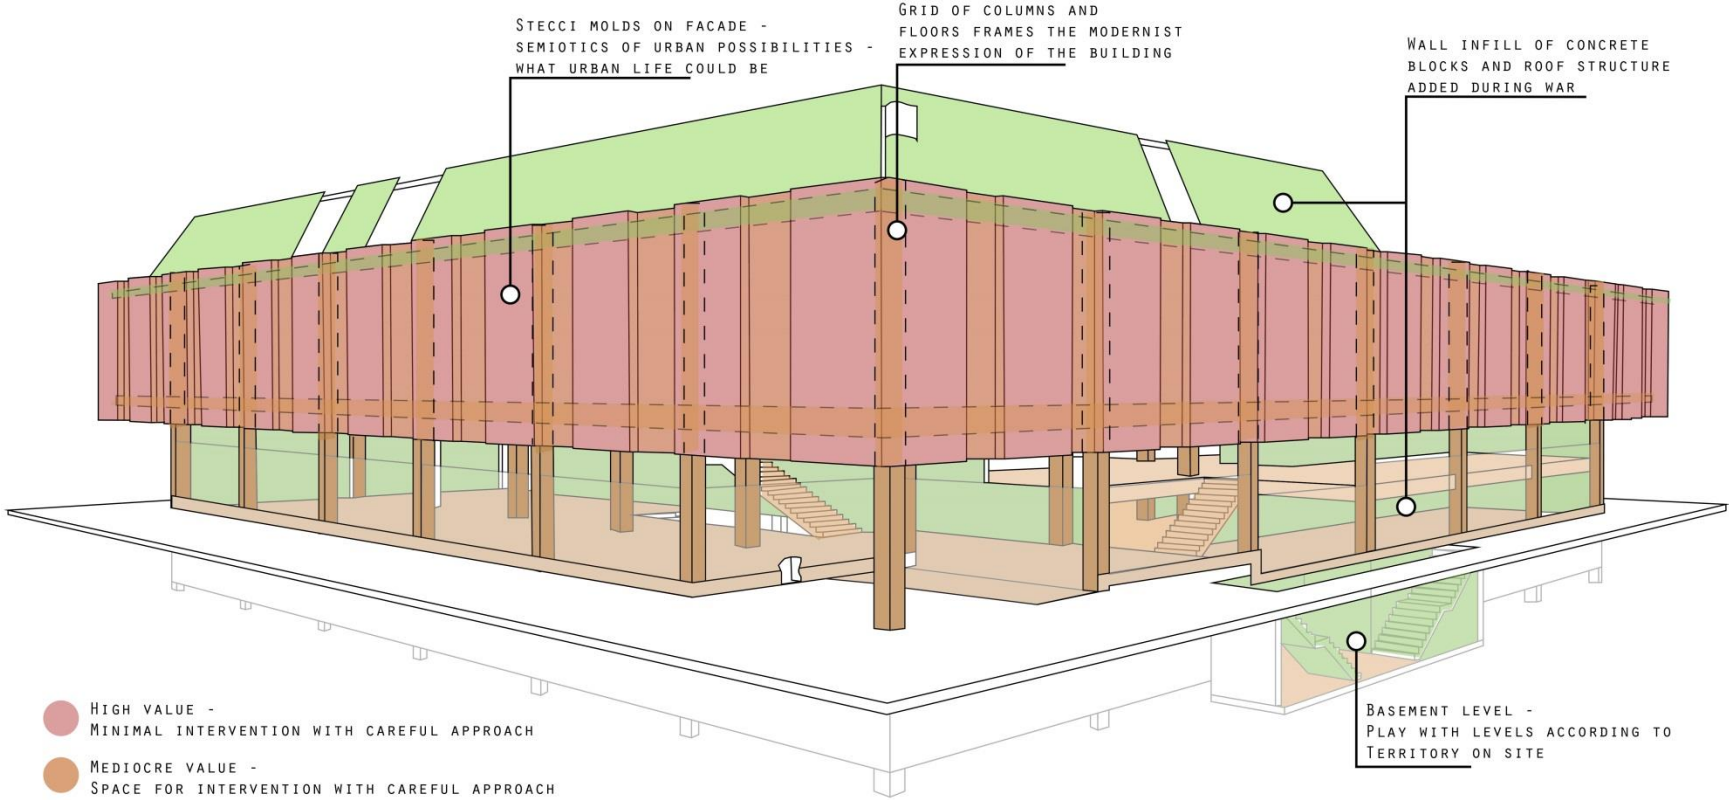 STECCI MOLDS ON FACADE -
SEMIOTICS OF URBAN POSSIBILITIES -
WHAT URBAN LIFE COULD BE
GRID OF COLUMNS AND
FLOORS FRAMES THE MODERNIST
EXPRESSION OF THE BUILDING
WALL INFILL OF CONCRETE
BLOCKS AND ROOF STRUCTURE
ADDED DURING WAR
HIGH VALUE -
MINIMAL INTERVENTION WITH CAREFUL APPROACH
MEDIOCRE VALUE -
SPACE FOR INTERVENTION WITH CAREFUL APPROACH
BASEMENT LEVEL -
PLAY WITH LEVELS ACCORDING TO
TERRITORY ON SITE